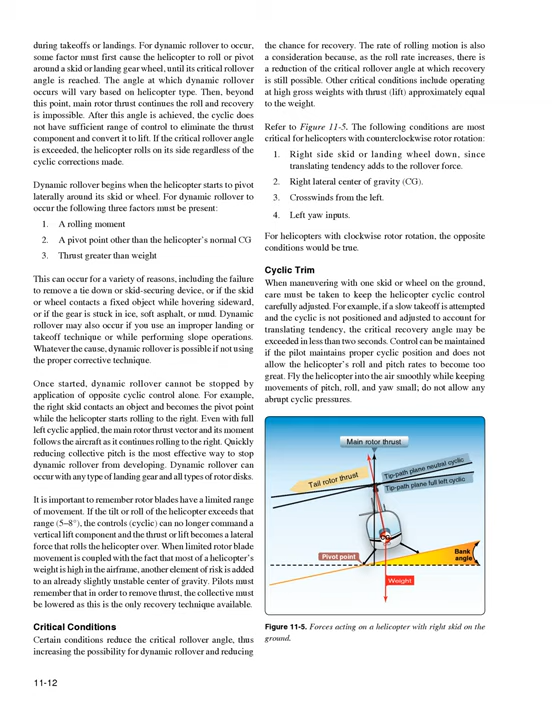 during takeoffs or landings. For dynamic rollover to occur,
some factor must first cause the helicopter to roll or pivot
around a skid or landing gear wheel, until its critical rollover
angle is reached. The angle at which dynamic rollover
occurs will vary based on helicopter type. Then, beyond
this point, main rotor thrust continues the roll and recovery
is impossible. After this angle is achieved, the cyclic does
not have sufficient range of control to eliminate the thrust
component and convert it to lift. If the critical rollover angle
is exceeded, the helicopter rolls on its side regardless of the
cyclic corrections made.
Dynamic rollover begins when the helicopter starts to pivot
laterally around its skid or wheel. For dynamic rollover to
occur the following three factors must be present:
1. A rolling moment
2. A pivot point other than the helicopter's normal CG
3. Thrust greater than weight
This can occur for a variety of reasons, including the failure
to remove a tie down or skid-securing device, or if the skid
or wheel contacts a fixed object while hovering sideward,
or if the gear is stuck in ice, soft asphalt, or mud. Dynamic
rollover may also occur if you use an improper landing or
takeoff technique or while performing slope operations.
Whatever the cause, dynamic rollover is possible if not using
the proper corrective technique.
Once started, dynamic rollover cannot be stopped by
application of opposite cyclic control alone. For example,
the right skid contacts an object and becomes the pivot point
while the helicopter starts rolling to the right. Even with full
left cyclic applied, the main rotor thrust vector and its moment
follows the aircraft as it continues rolling to the right. Quickly
reducing collective pitch is the most effective way to stop
dynamic rollover from developing. Dynamic rollover can
occur with any type of landing gear and all types of rotor disks.
It is important to remember rotor blades have a limited range
of movement. If the tilt or roll of the helicopter exceeds that
range (5–8°), the controls (cyclic) can no longer command a
vertical lift component and the thrust or lift becomes a lateral
force that rolls the helicopter over. When limited rotor blade
movement is coupled with the fact that most of a helicopter's
weight is high in the airframe, another element of risk is added
to an already slightly unstable center of gravity. Pilots must
remember that in order to remove thrust, the collective must
be lowered as this is the only recovery technique available.
Critical Conditions
Certain conditions reduce the critical rollover angle, thus
increasing the possibility for dynamic rollover and reducing
the chance for recovery. The rate of rolling motion is also
a consideration because, as the roll rate increases, there is
a reduction of the critical rollover angle at which recovery
is still possible. Other critical conditions include operating
at high gross weights with thrust (lift) approximately equal
to the weight.
Refer to Figure 11-5. The following conditions are most
critical for helicopters with counterclockwise rotor rotation:
1. Right side skid or landing wheel down, since
translating tendency adds to the rollover force.
2. Right lateral center of gravity (CG).
3. Crosswinds from the left.
4. Left yaw inputs.
For helicopters with clockwise rotor rotation, the opposite
conditions would be true.
Cyclic Trim
When maneuvering with one skid or wheel on the ground,
care must be taken to keep the helicopter cyclic control
carefully adjusted. For example, if a slow takeoff is attempted
and the cyclic is not positioned and adjusted to account for
translating tendency, the critical recovery angle may be
exceeded in less than two seconds. Control can be maintained
if the pilot maintains proper cyclic position and does not
allow the helicopter's roll and pitch rates to become too
great. Fly the helicopter into the air smoothly while keeping
movements of pitch, roll, and yaw small; do not allow any
abrupt cyclic pressures.
Main rotor thrust
Tail rotor thrust
Tip-path plane neutral cyclic
Tip-path plane full left cyclic
CG
Pivot point
Bank
angle
Weight
Figure 11-5. Forces acting on a helicopter with right skid on the
ground.
11-12